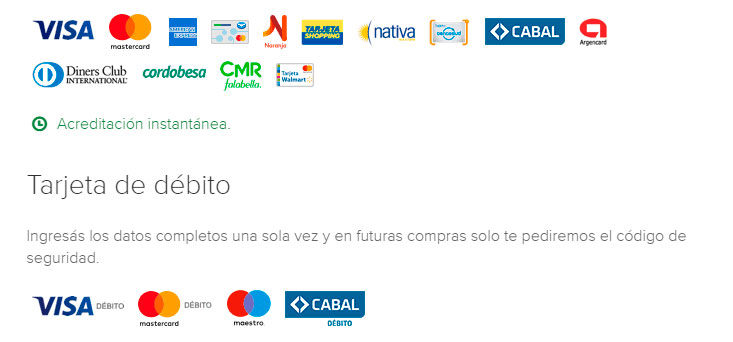 VISA mastercard AMERICAN EXPRESS Naranja TARJETA SHOPPING nativa cencosud CABAL Argencard
Diners Club INTERNATIONAL cordobesa CMR falabella. Tarjeta Walmart
Acreditación instantánea.
Tarjeta de débito
Ingresás los datos completos una sola vez y en futuras compras solo te pediremos el código de
seguridad.
VISA DÉBITO mastercard DÉBITO maestro CABAL DÉBITO